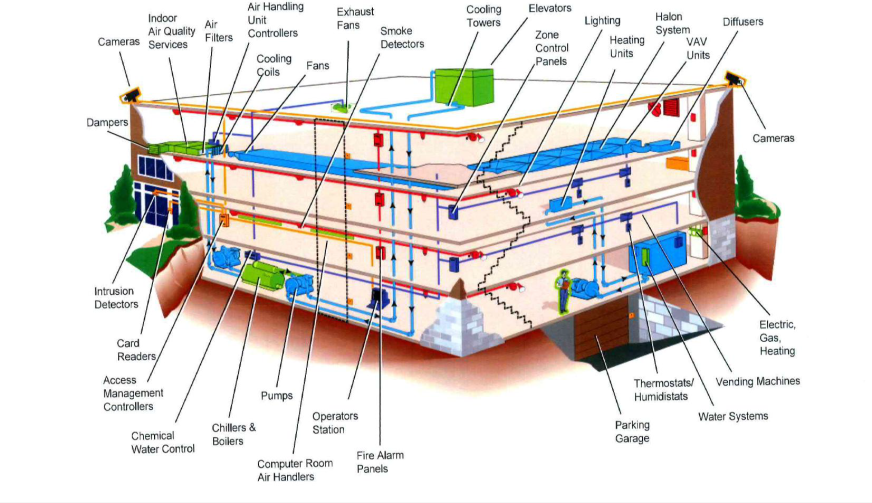 Cameras
Indoor
Air Quality
Services
Air
Filters
Air Handling
Unit
Controllers
Cooling
Coils
Fans
Exhaust
Fans
Smoke
Detectors
Cooling
Towers
Elevators
Zone
Control
Panels
Lighting
Heating
Units
Halon
System
VAV
Units
Diffusers
Cameras
Dampers
Intrusion
Detectors
Card
Readers
Access
Management
Controllers
Chemical
Water Control
Chillers &
Boilers
Pumps
Computer Room
Air Handlers
Operators
Station
Fire Alarm
Panels
Parking
Garage
Thermostats/
Humidistats
Water Systems
Vending Machines
Electric,
Gas,
Heating